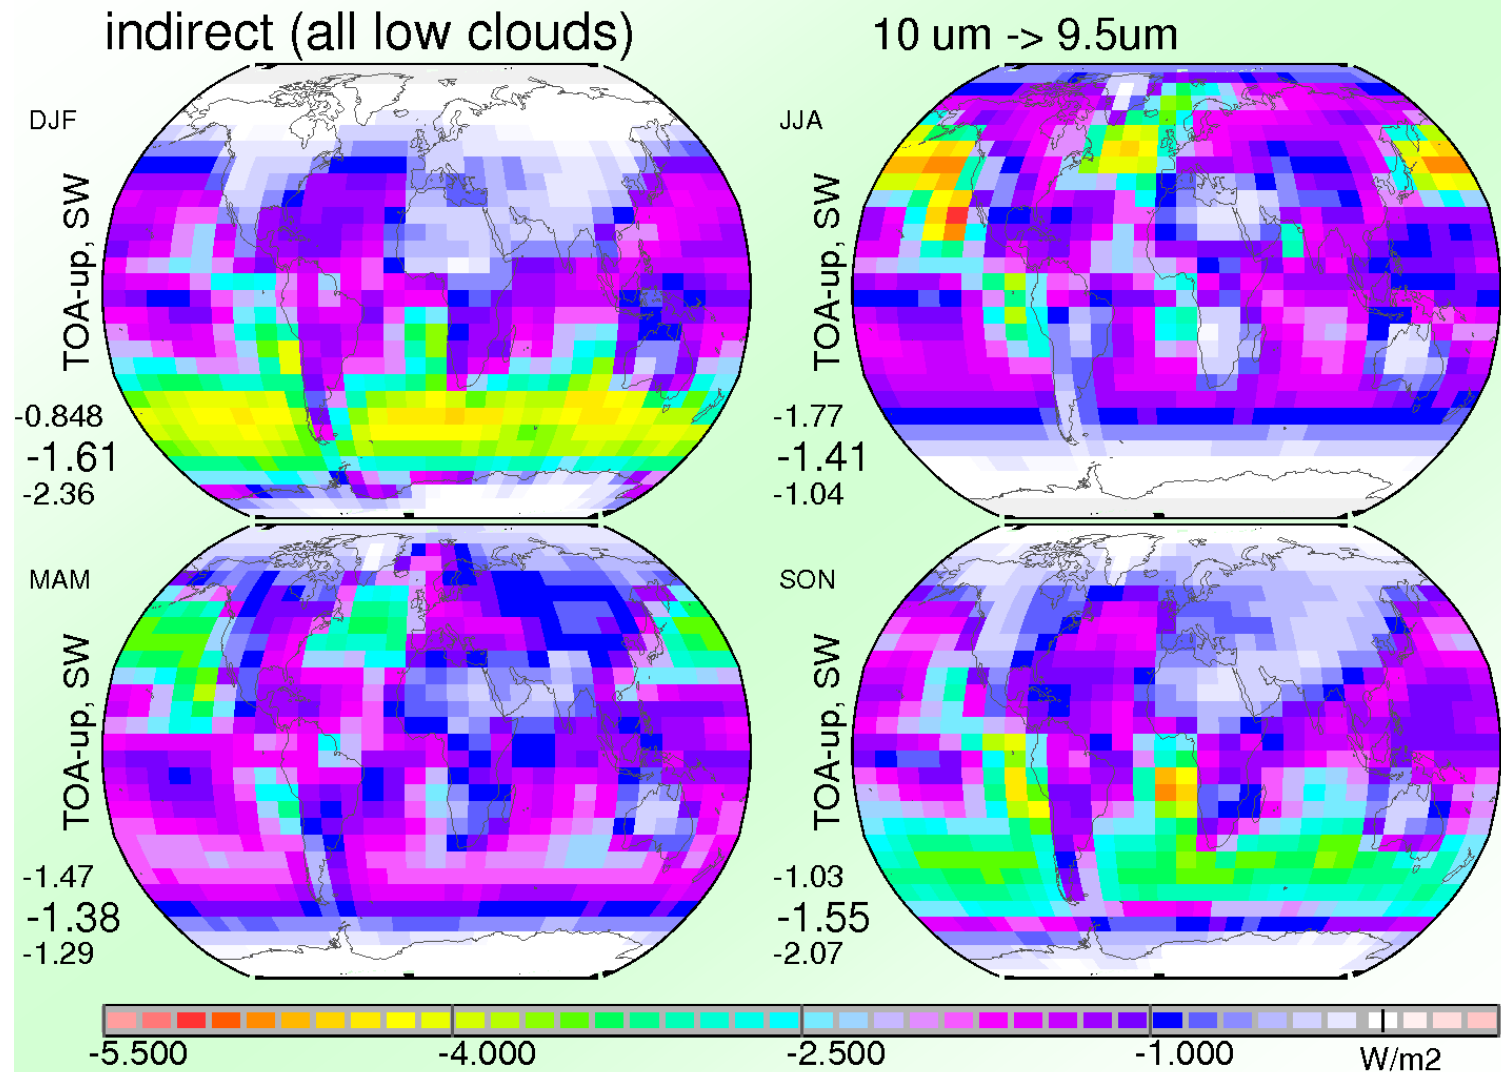 indirect (all low clouds)
10 um -> 9.5um
DJF
TOA-up, SW
-0.848
-1.61
-2.36
JJA
TOA-up, SW
-1.77
-1.41
-1.04
MAM
TOA-up, SW
-1.47
-1.38
-1.29
SON
TOA-up, SW
-1.03
-1.55
-2.07
-5.500 -4.000 -2.500 -1.000 W/m2